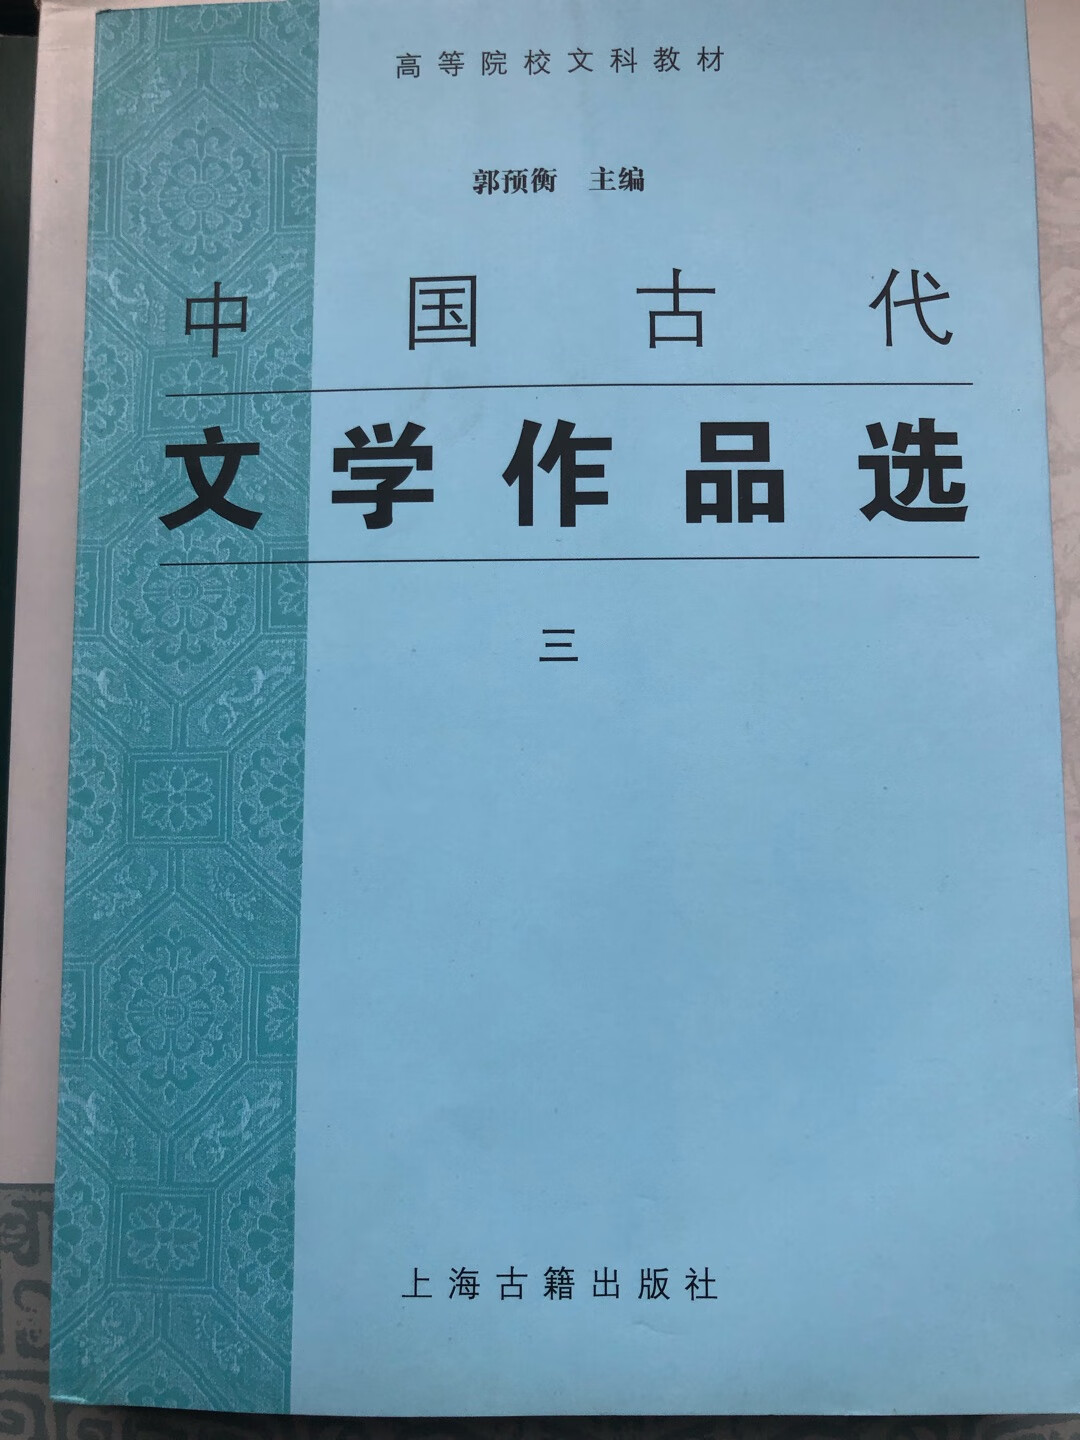 高等院校文科教材
郭预衡 主编
中国古代
文学作品选
三
上海古籍出版社